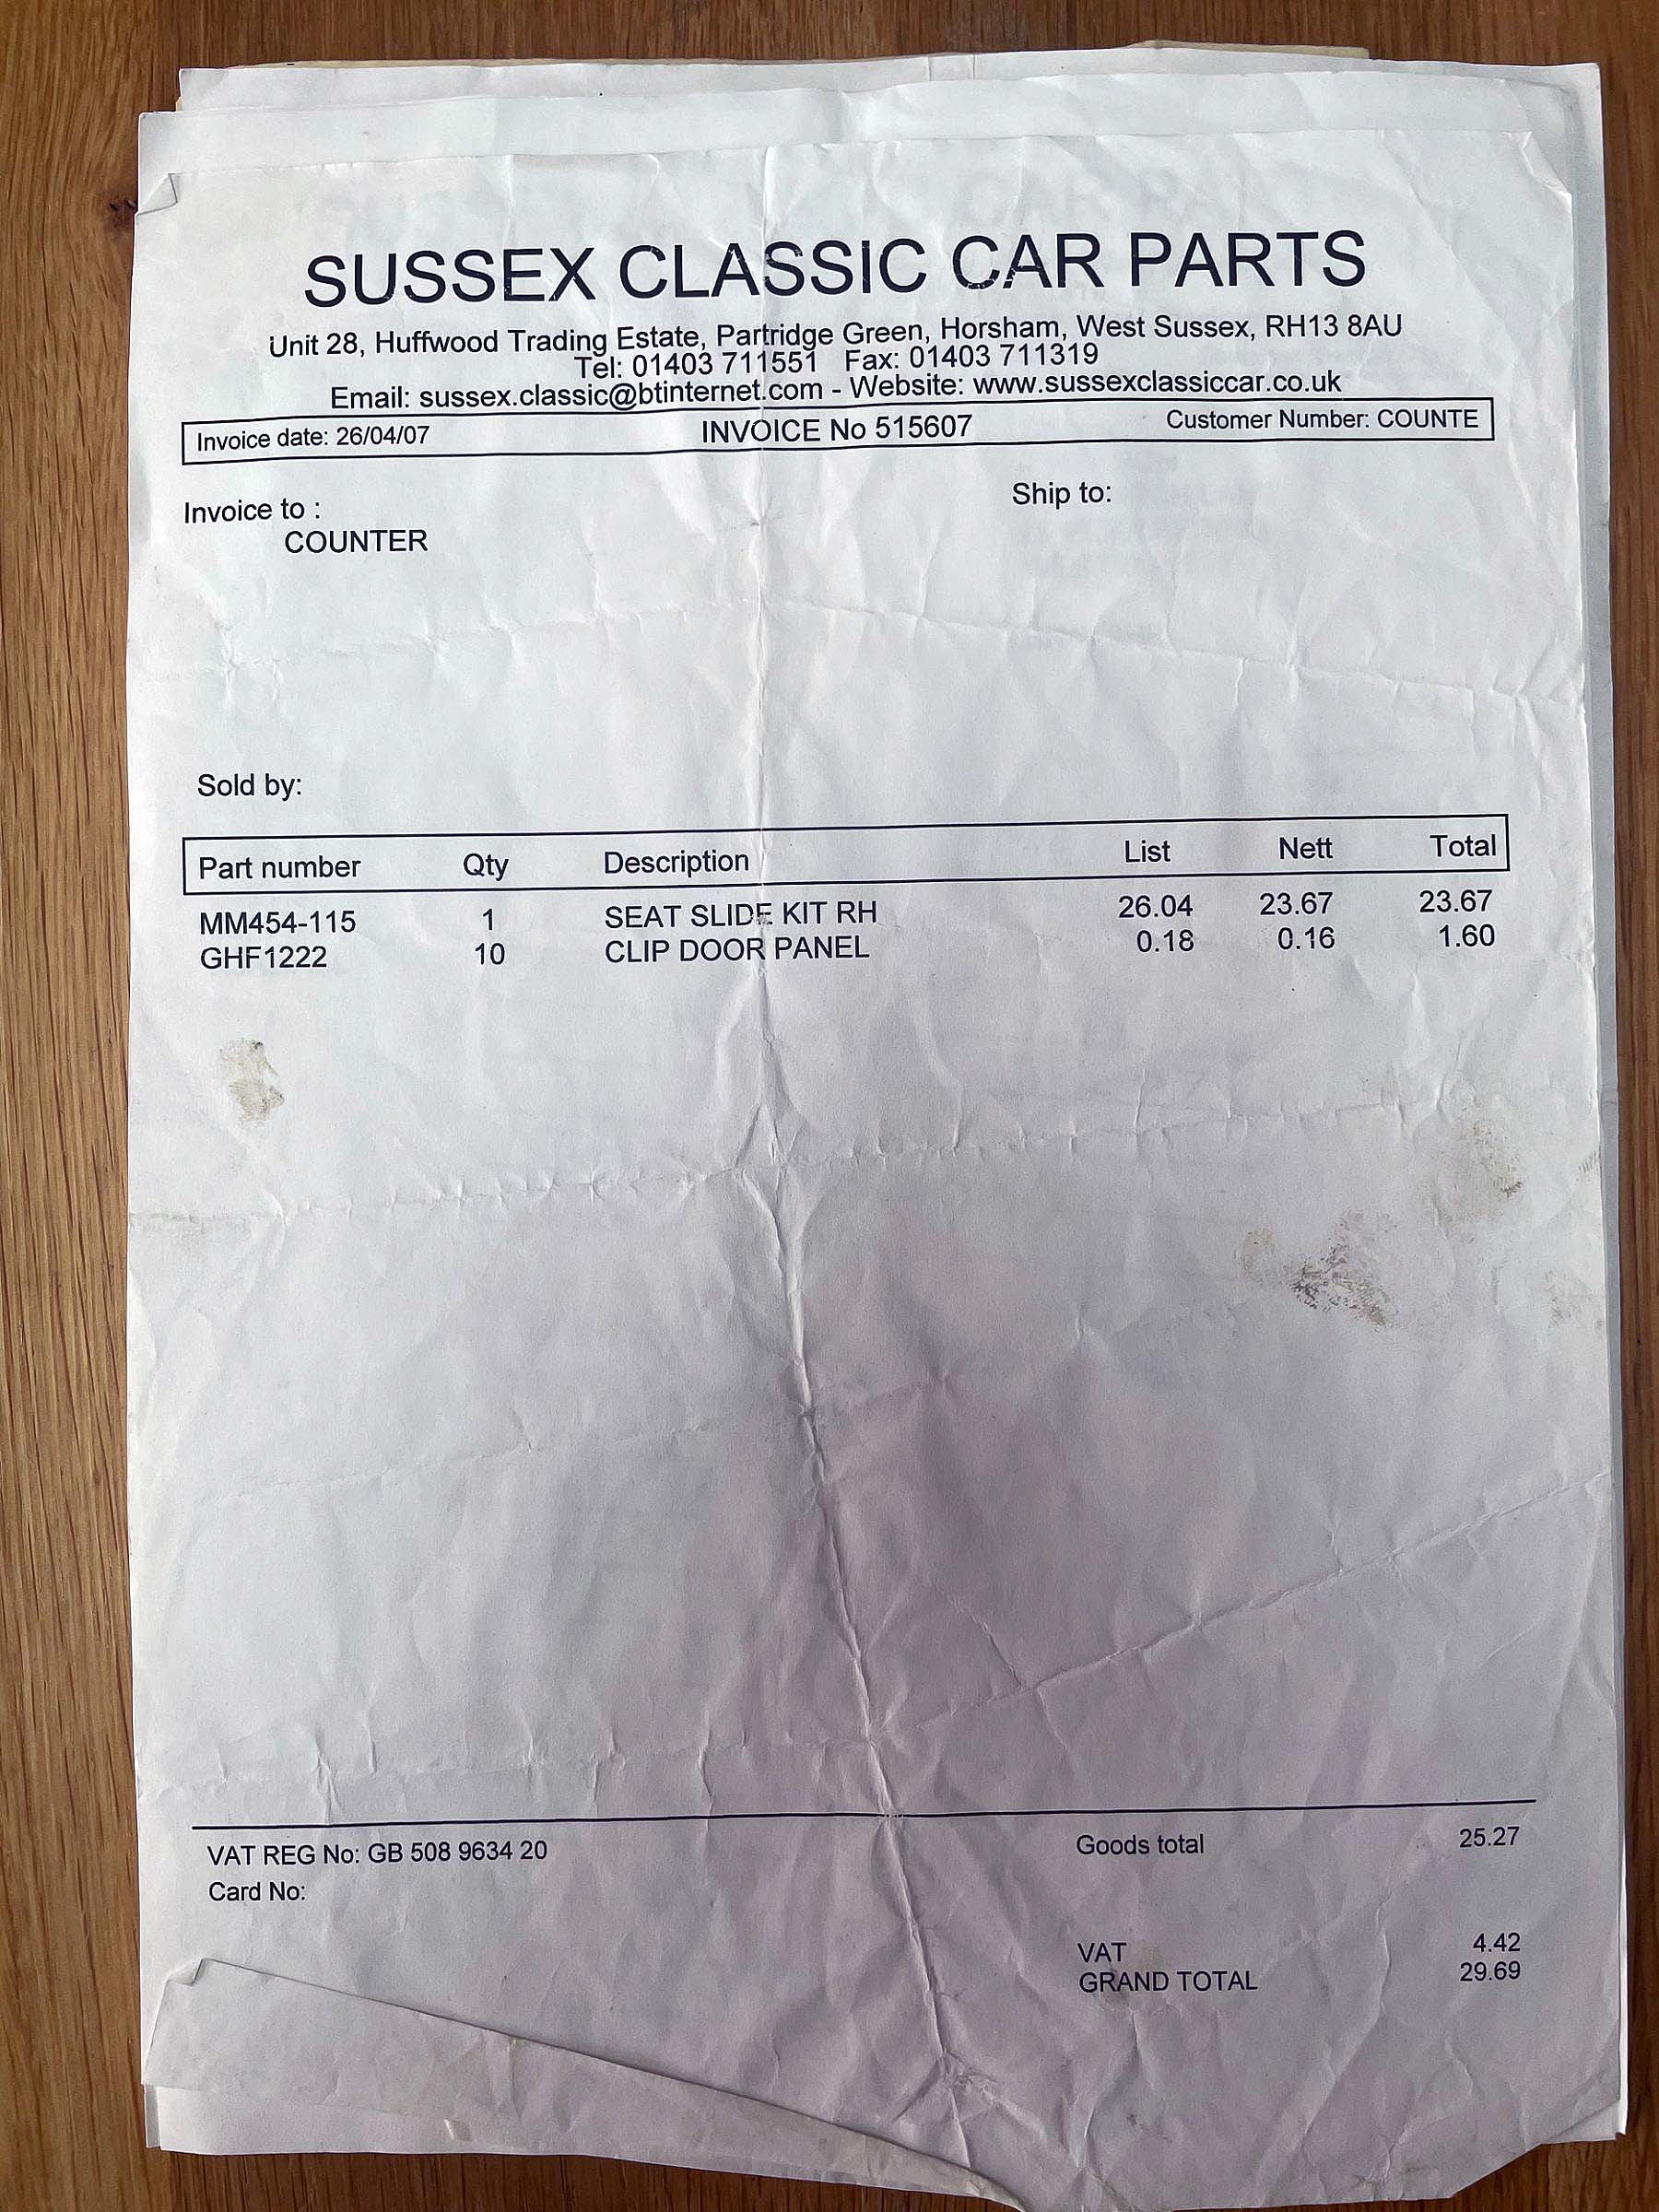 SUSSEX CLASSIC CAR PARTS
Unit 28, Huffwood Trading Estate, Partridge Green, Horsham, West Sussex, RH13 8AU
Tel: 01403 711551 Fax: 01403 711319
Email: sussex.classic@btinternet.com - Website: www.sussexclassiccar.co.uk
Invoice date: 26/04/07 INVOICE No 515607 Customer Number: COUNTE
Invoice to : Ship to:
COUNTER
Sold by:
Part number Qty Description List Nett Total
MM454-115 1 SEAT SLIDE KIT RH 26.04 23.67 23.67
GHF1222 10 CLIP DOOR PANEL 0.18 0.16 1.60
VAT REG No: GB 508 9634 20 Goods total 25.27
Card No:
VAT 4.42
GRAND TOTAL 29.69